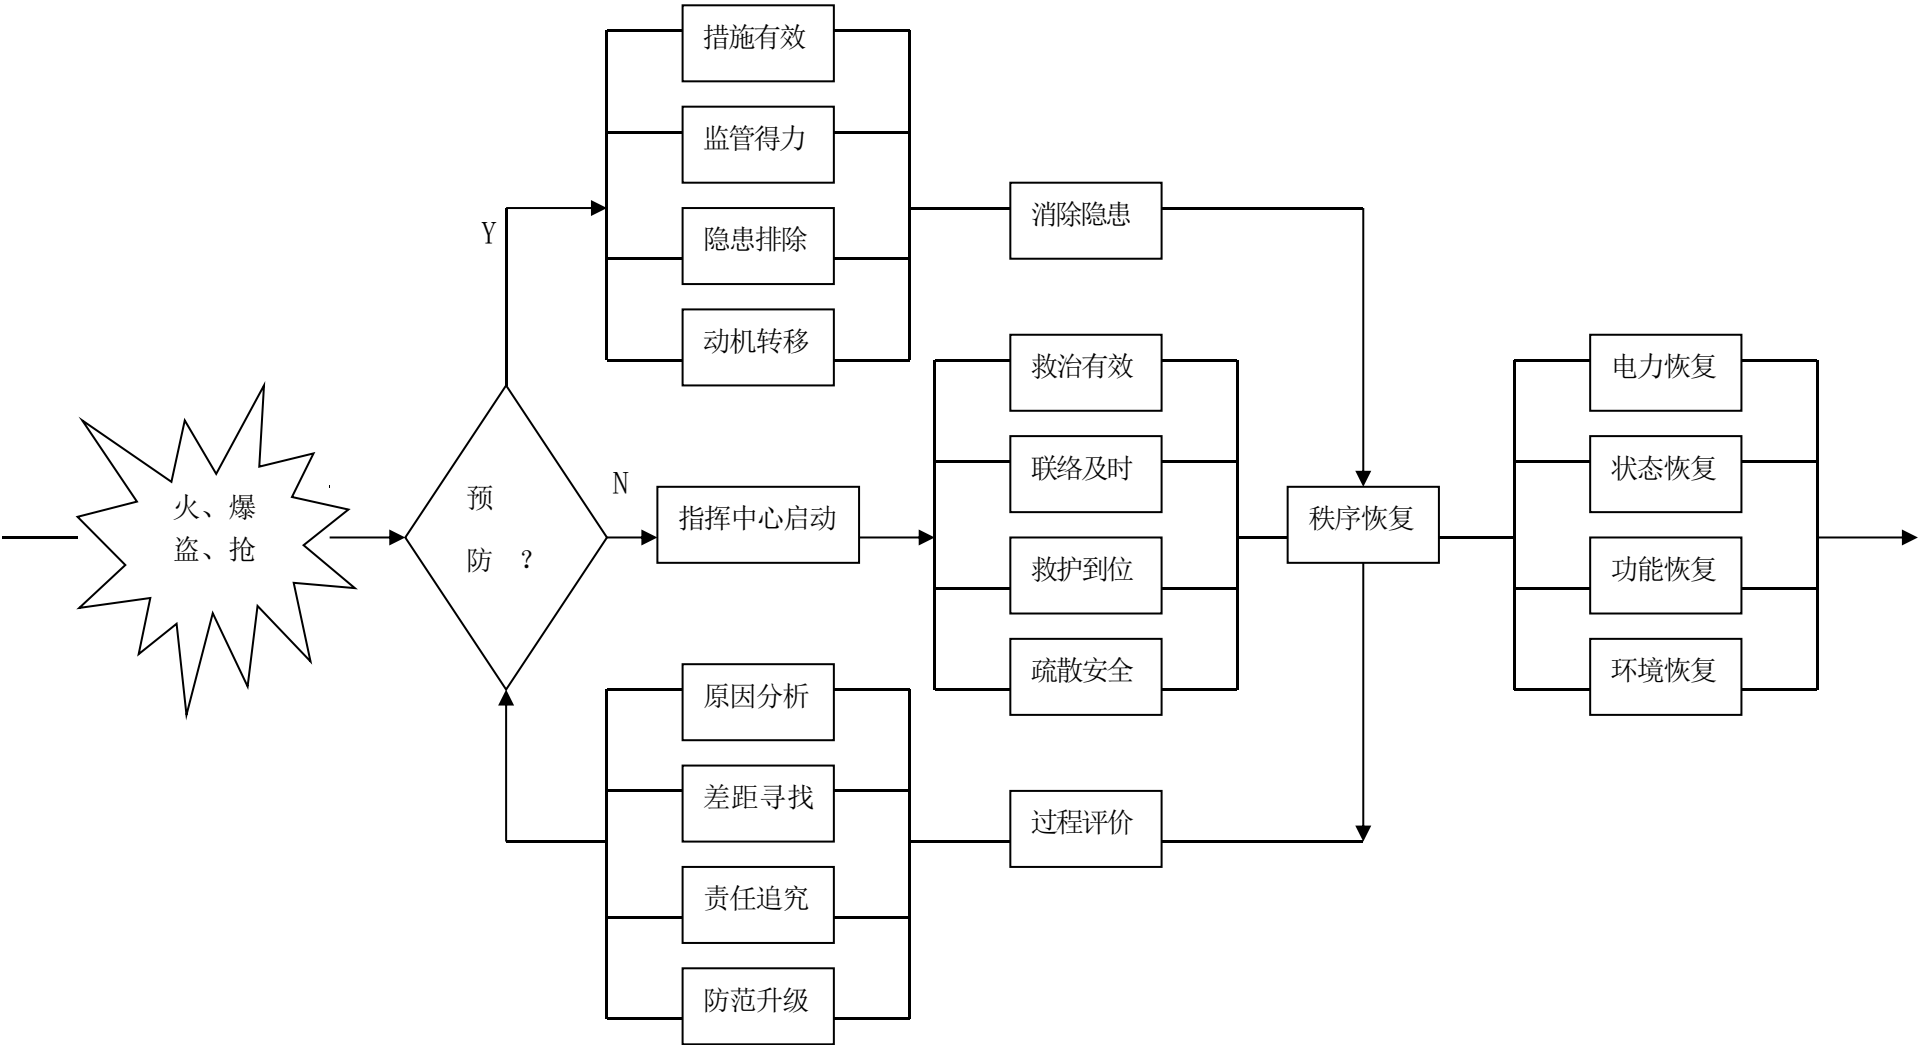 措施有效
监管得力
隐患排除
动机转移
Y
消除隐患
火、爆
盗、抢
预
防 ?
N
指挥中心启动
救治有效
联络及时
救护到位
疏散安全
秩序恢复
电力恢复
状态恢复
功能恢复
环境恢复
原因分析
差距寻找
责任追究
防范升级
过程评价